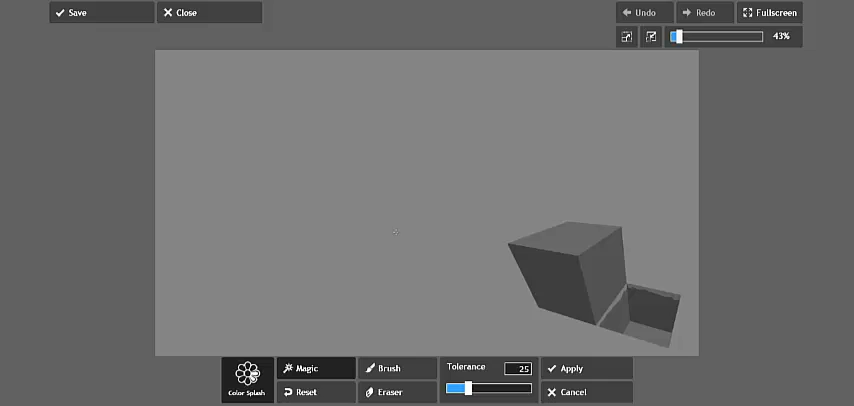 Save
Close
Undo
Redo
Fullscreen
43%
Color Splash
Magic
Brush
Tolerance
25
Apply
Reset
Eraser
Cancel